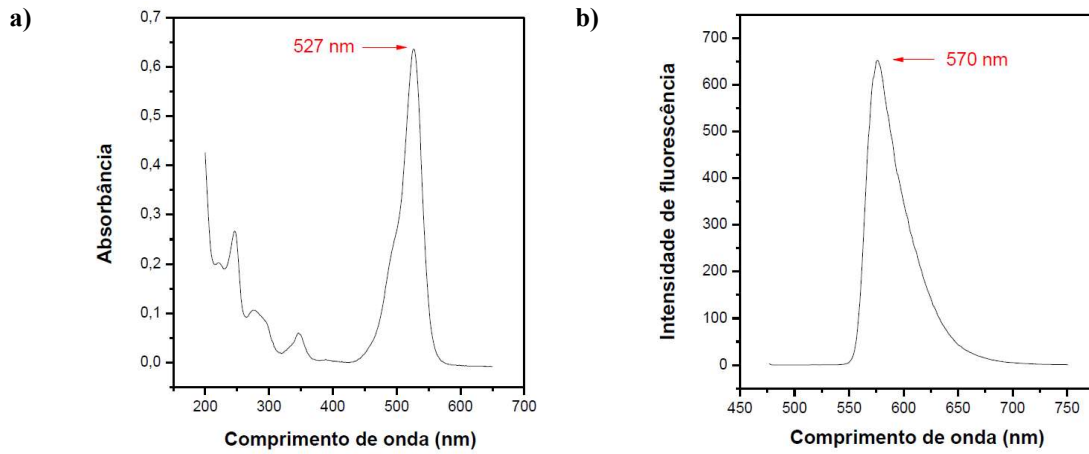 a)
0,7
0,6
0,5
0,4
0,3
0,2
0,1
0,0
Absorbância
527 nm
200 300 400 500 600 700
Comprimento de onda (nm)
b)
700
600
500
400
300
200
100
0
Intensidade de fluorescência
570 nm
450 500 550 600 650 700 750
Comprimento de onda (nm)